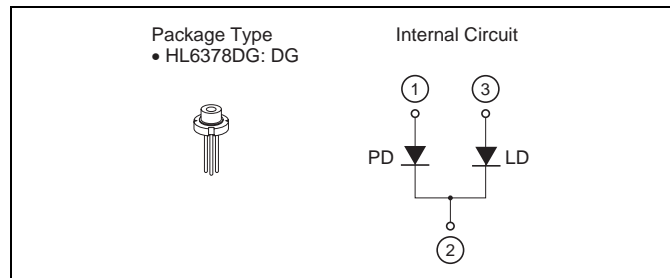 Package Type
• HL6378DG: DG
Internal Circuit
1
3
PD
LD
2